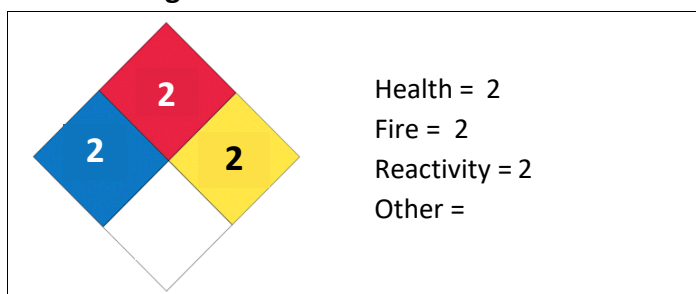 2
2
2
Health = 2
Fire = 2
Reactivity = 2
Other =